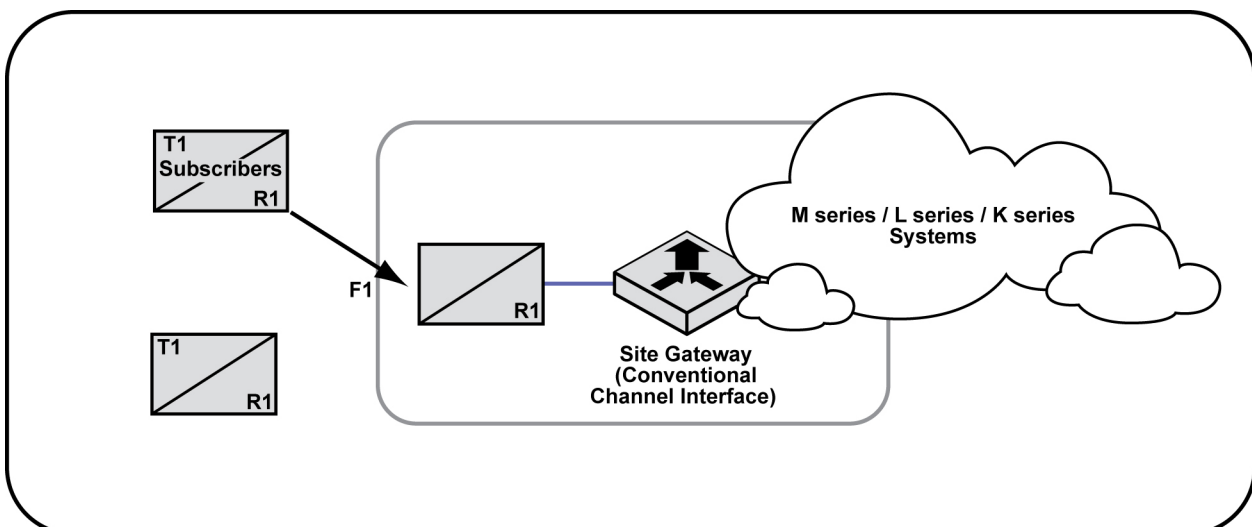 T1
Subscribers
R1
F1
R1
T1
R1
M series / L series / K series
Systems
Site Gateway
(Conventional
Channel Interface)